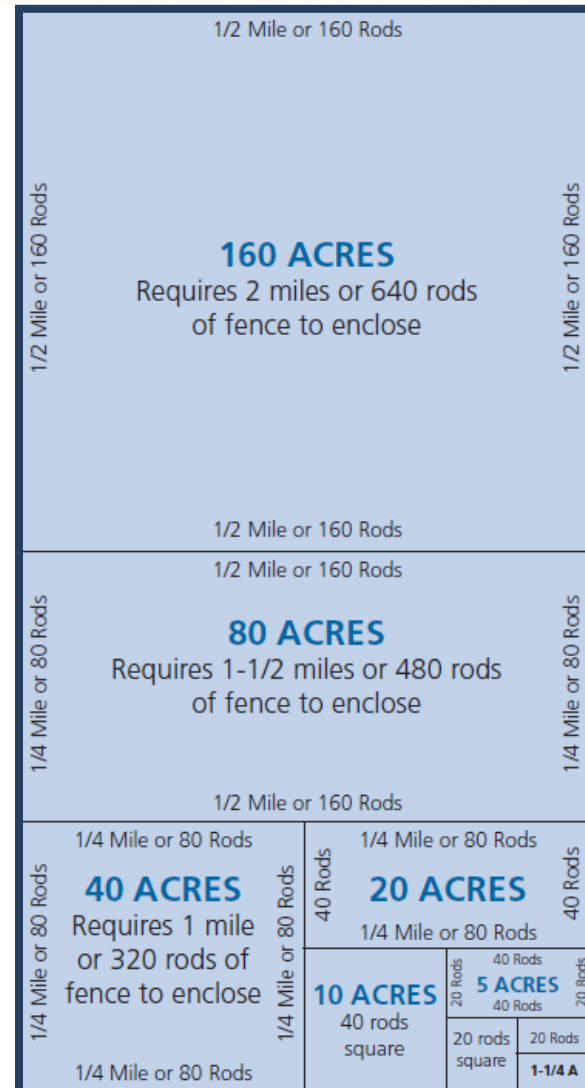 1/2 Mile or 160 Rods
1/2 Mile or 160 Rods
160 ACRES
Requires 2 miles or 640 rods
of fence to enclose
1/2 Mile or 160 Rods
1/2 Mile or 160 Rods
1/2 Mile or 160 Rods
1/4 Mile or 80 Rods
80 ACRES
Requires 1-1/2 miles or 480 rods
of fence to enclose
1/4 Mile or 80 Rods
1/2 Mile or 160 Rods
1/4 Mile or 80 Rods
1/4 Mile or 80 Rods
40 ACRES
Requires 1 mile
or 320 rods of
fence to enclose
1/4 Mile or 80 Rods
1/4 Mile or 80 Rods
1/4 Mile or 80 Rods
40 Rods
20 ACRES
40 Rods
1/4 Mile or 80 Rods
10 ACRES
40 rods
square
40 Rods
20 Rods
5 ACRES
20 Rods
40 Rods
20 rods
square
20 Rods
1-1/4 A